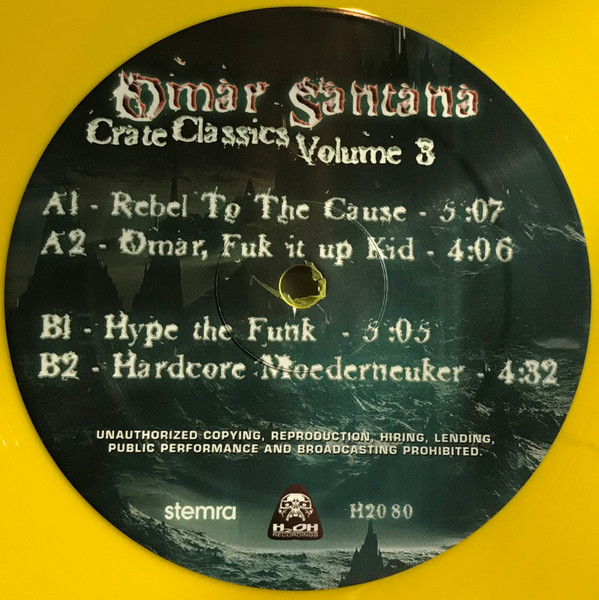 Omar Santana
Crate Classics Volume 3
A1 - Rebel To The Cause - 5:07
A2 - Omar, Fuk it up Kid - 4:06
B1 - Hype the Funk - 5:05
B2 - Hardcore Moederneuker - 4:32
UNAUTHORIZED COPYING, REPRODUCTION, HIRING, LENDING,
PUBLIC PERFORMANCE AND BROADCASTING PROHIBITED.
stemra
H2OH
RECORDINGS
H2080